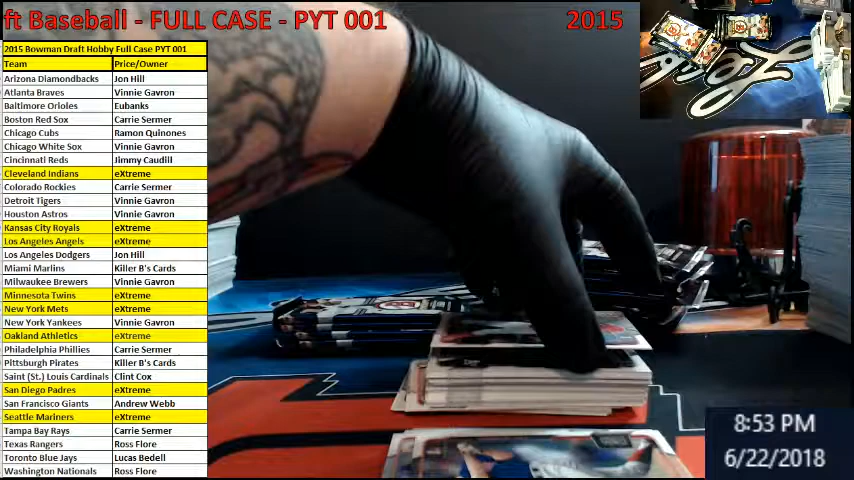 ft Baseball - FULL CASE - PYT 001 2015
2015 Bowman Draft Hobby Full Case PYT 001
Team Price/Owner
Arizona Diamondbacks Jon Hill
Atlanta Braves Vinnie Gavron
Baltimore Orioles Eubanks
Boston Red Sox Carrie Sermer
Chicago Cubs Ramon Quinones
Chicago White Sox Vinnie Gavron
Cincinnati Reds Jimmy Caudill
Cleveland Indians eXtreme
Colorado Rockies Carrie Sermer
Detroit Tigers Vinnie Gavron
Houston Astros Vinnie Gavron
Kansas City Royals eXtreme
Los Angeles Angels eXtreme
Los Angeles Dodgers Jon Hill
Miami Marlins Killer B's Cards
Milwaukee Brewers Vinnie Gavron
Minnesota Twins eXtreme
New York Mets eXtreme
New York Yankees Vinnie Gavron
Oakland Athletics eXtreme
Philadelphia Phillies Carrie Sermer
Pittsburgh Pirates Killer B's Cards
Saint (St.) Louis Cardinals Clint Cox
San Diego Padres eXtreme
San Francisco Giants Andrew Webb
Seattle Mariners eXtreme
Tampa Bay Rays Carrie Sermer
Texas Rangers Ross Flore
Toronto Blue Jays Lucas Bedell
Washington Nationals Ross Flore
8:53 PM
6/22/2018